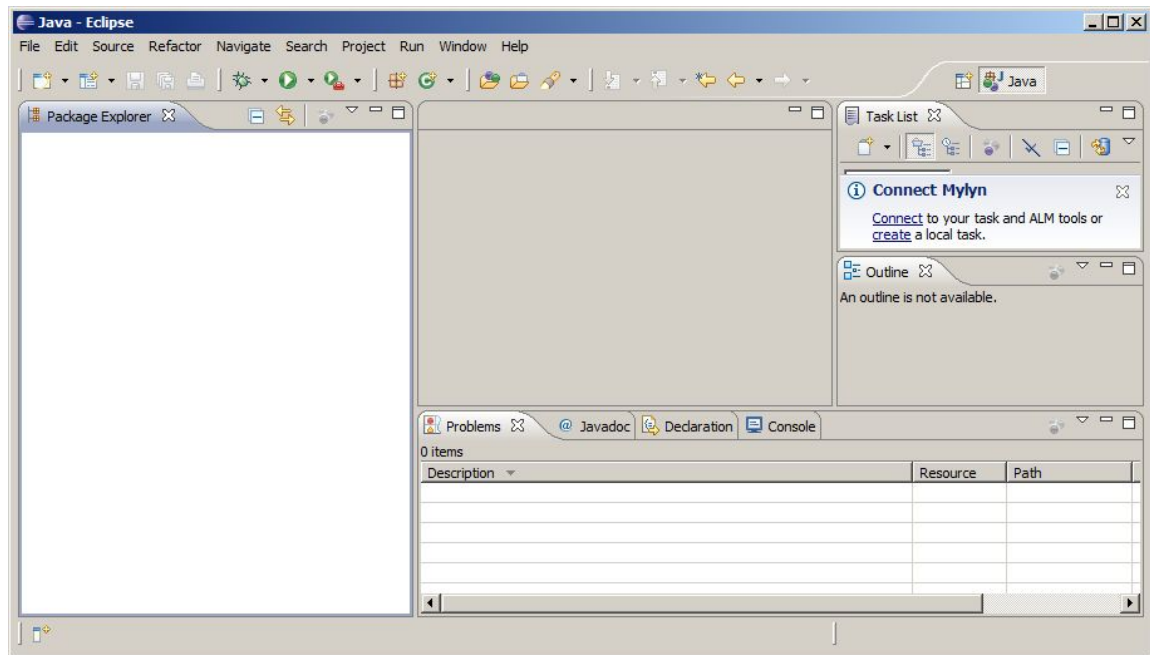 Java - Eclipse
File Edit Source Refactor Navigate Search Project Run Window Help
Java
Package Explorer
Task List
Connect Mylyn
Connect to your task and ALM tools or
create a local task.
Outline
An outline is not available.
Problems @ Javadoc Declaration Console
0 items
Description Resource Path